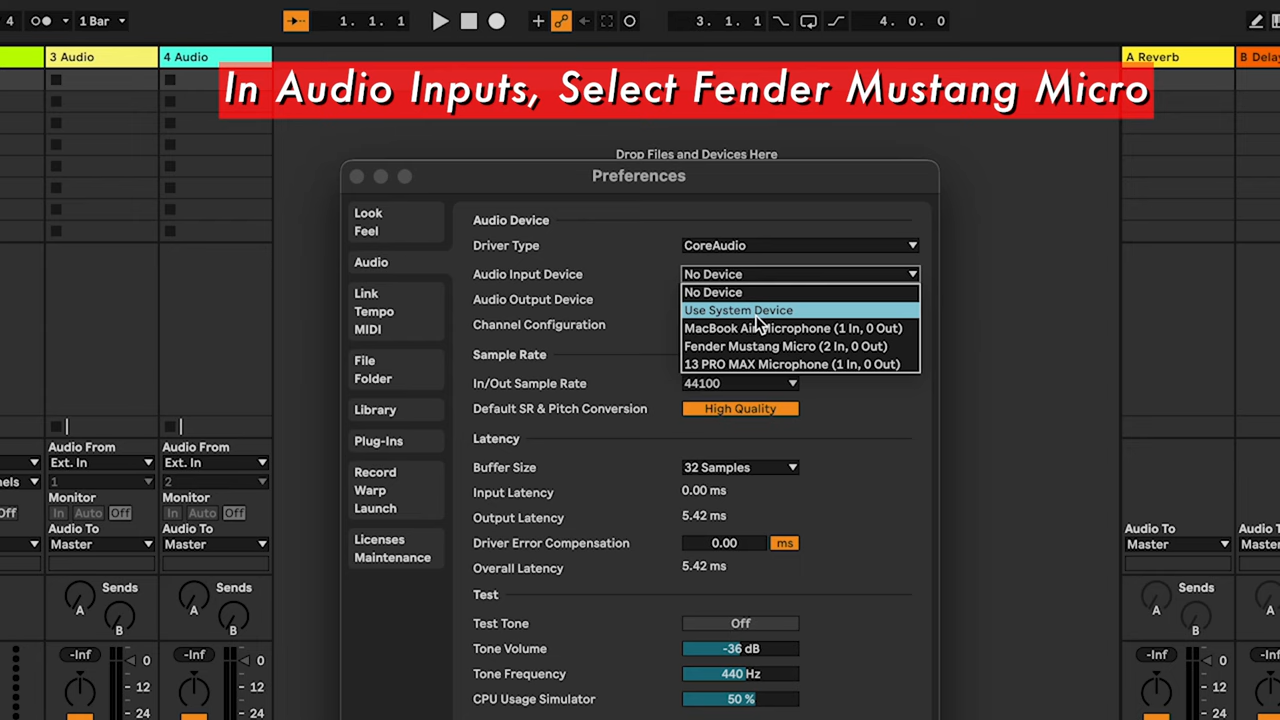 4
1 Bar
1. 1. 1
3. 1. 1
4. 0. 0
3 Audio
4 Audio
A Reverb
B Delay
In Audio Inputs, Select Fender Mustang Micro
Drop Files and Devices Here
Preferences
Look
Feel
Audio
Link
Tempo
MIDI
File
Folder
Library
Plug-Ins
Record
Warp
Launch
Licenses
Maintenance
Audio Device
Driver Type
CoreAudio
Audio Input Device
No Device
No Device
Use System Device
MacBook Air Microphone (1 In, 0 Out)
Fender Mustang Micro (2 In, 0 Out)
13 PRO MAX Microphone (1 In, 0 Out)
Audio Output Device
Channel Configuration
Sample Rate
In/Out Sample Rate
44100
Default SR & Pitch Conversion
High Quality
Latency
Buffer Size
32 Samples
Input Latency
0.00 ms
Output Latency
5.42 ms
Driver Error Compensation
0.00
ms
Overall Latency
5.42 ms
Test
Test Tone
Off
Tone Volume
-36 dB
Tone Frequency
440 Hz
CPU Usage Simulator
50 %
nels
Off
Audio From
Ext. In
1
Monitor
In Auto Off
Audio To
Master
Sends
A
B
-Inf
0
12
24
Audio From
Ext. In
2
Monitor
In Auto Off
Audio To
Master
Sends
A
B
-Inf
0
12
24
Audio To
Master
Sends
A
B
-Inf
0
12
24
Audio T
Master
A
-Inf